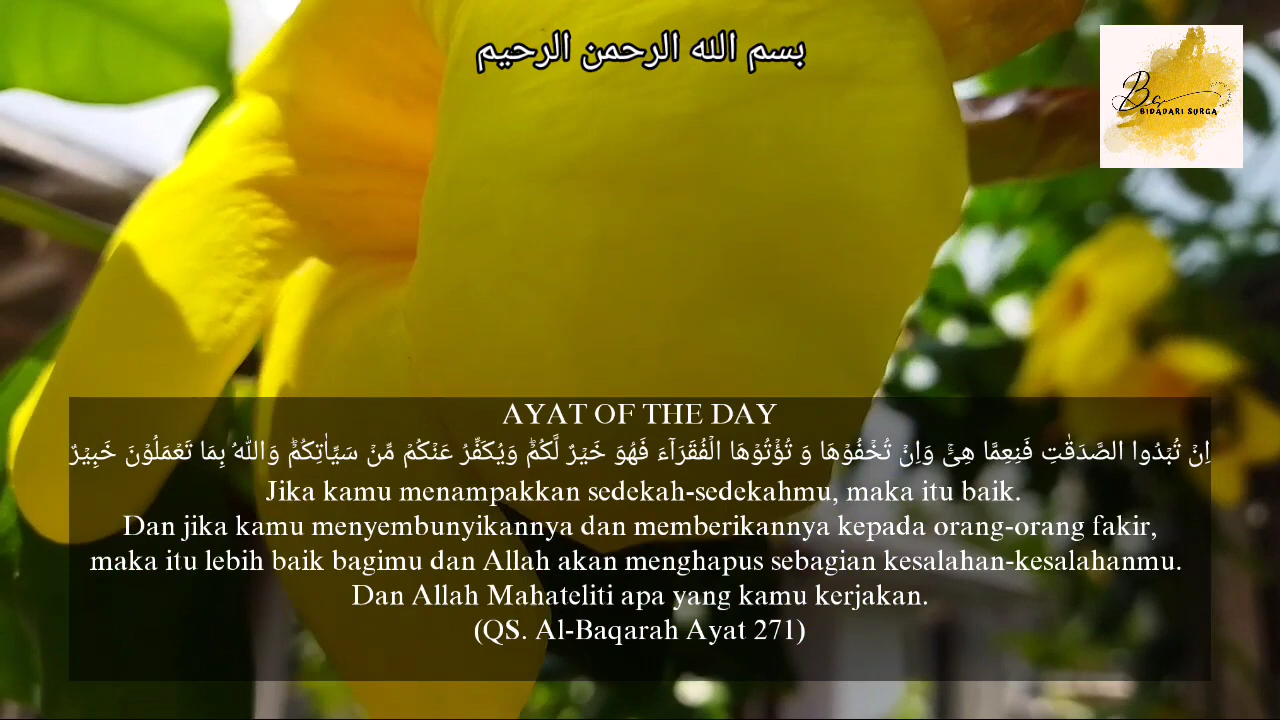 بسم الله الرحمن الرحيم
Bs
BIDADARI SURGA
AYAT OF THE DAY
اِنْ تُبْدُوا الصَّدَقٰتِ فَنِعِمَّا هِيَۚ وَاِنْ تُخْفُوْهَا وَ تُؤْتُوْهَا الْفُقَرَاۤءَ فَهُوَ خَيْرٌ لَّكُمْۗ وَيُكَفِّرُ عَنْكُمْ مِّنْ سَيِّاٰتِكُمْۗ وَاللّٰهُ بِمَا تَعْمَلُوْنَ خَبِيْرٌ
Jika kamu menampakkan sedekah-sedekahmu, maka itu baik.
Dan jika kamu menyembunyikannya dan memberikannya kepada orang-orang fakir,
maka itu lebih baik bagimu dan Allah akan menghapus sebagian kesalahan-kesalahanmu.
Dan Allah Mahateliti apa yang kamu kerjakan.
(QS. Al-Baqarah Ayat 271)